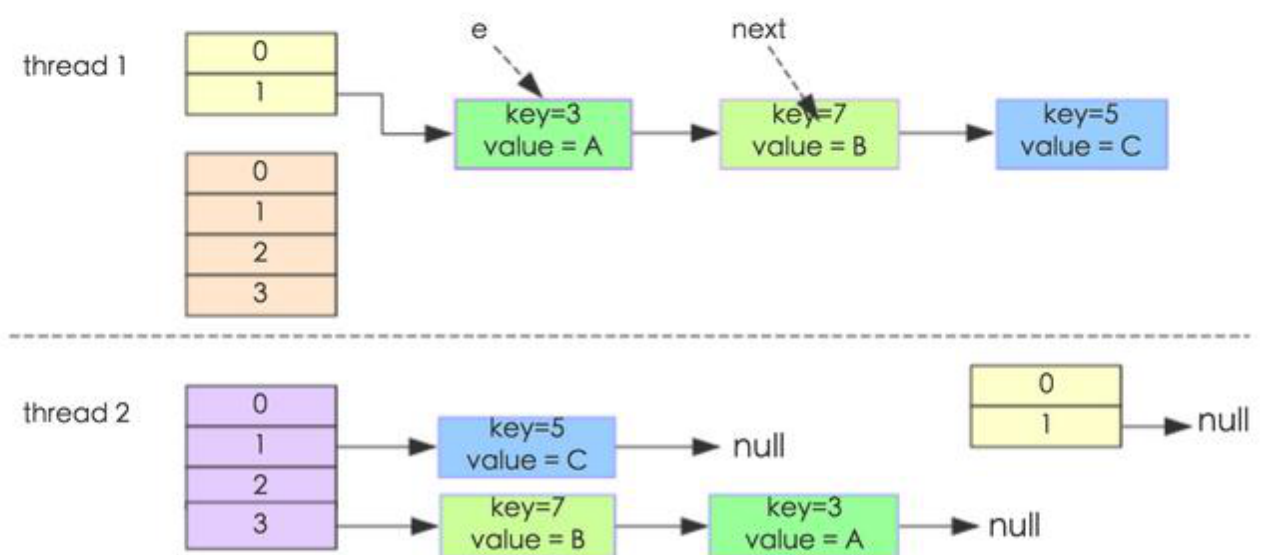 e
next
thread 1
0
1
key=3
value = A
key=7
value = B
key=5
value = C
0
1
2
3
thread 2
0
1
2
3
key=5
value = C
null
key=7
value = B
key=3
value = A
null
0
1
null